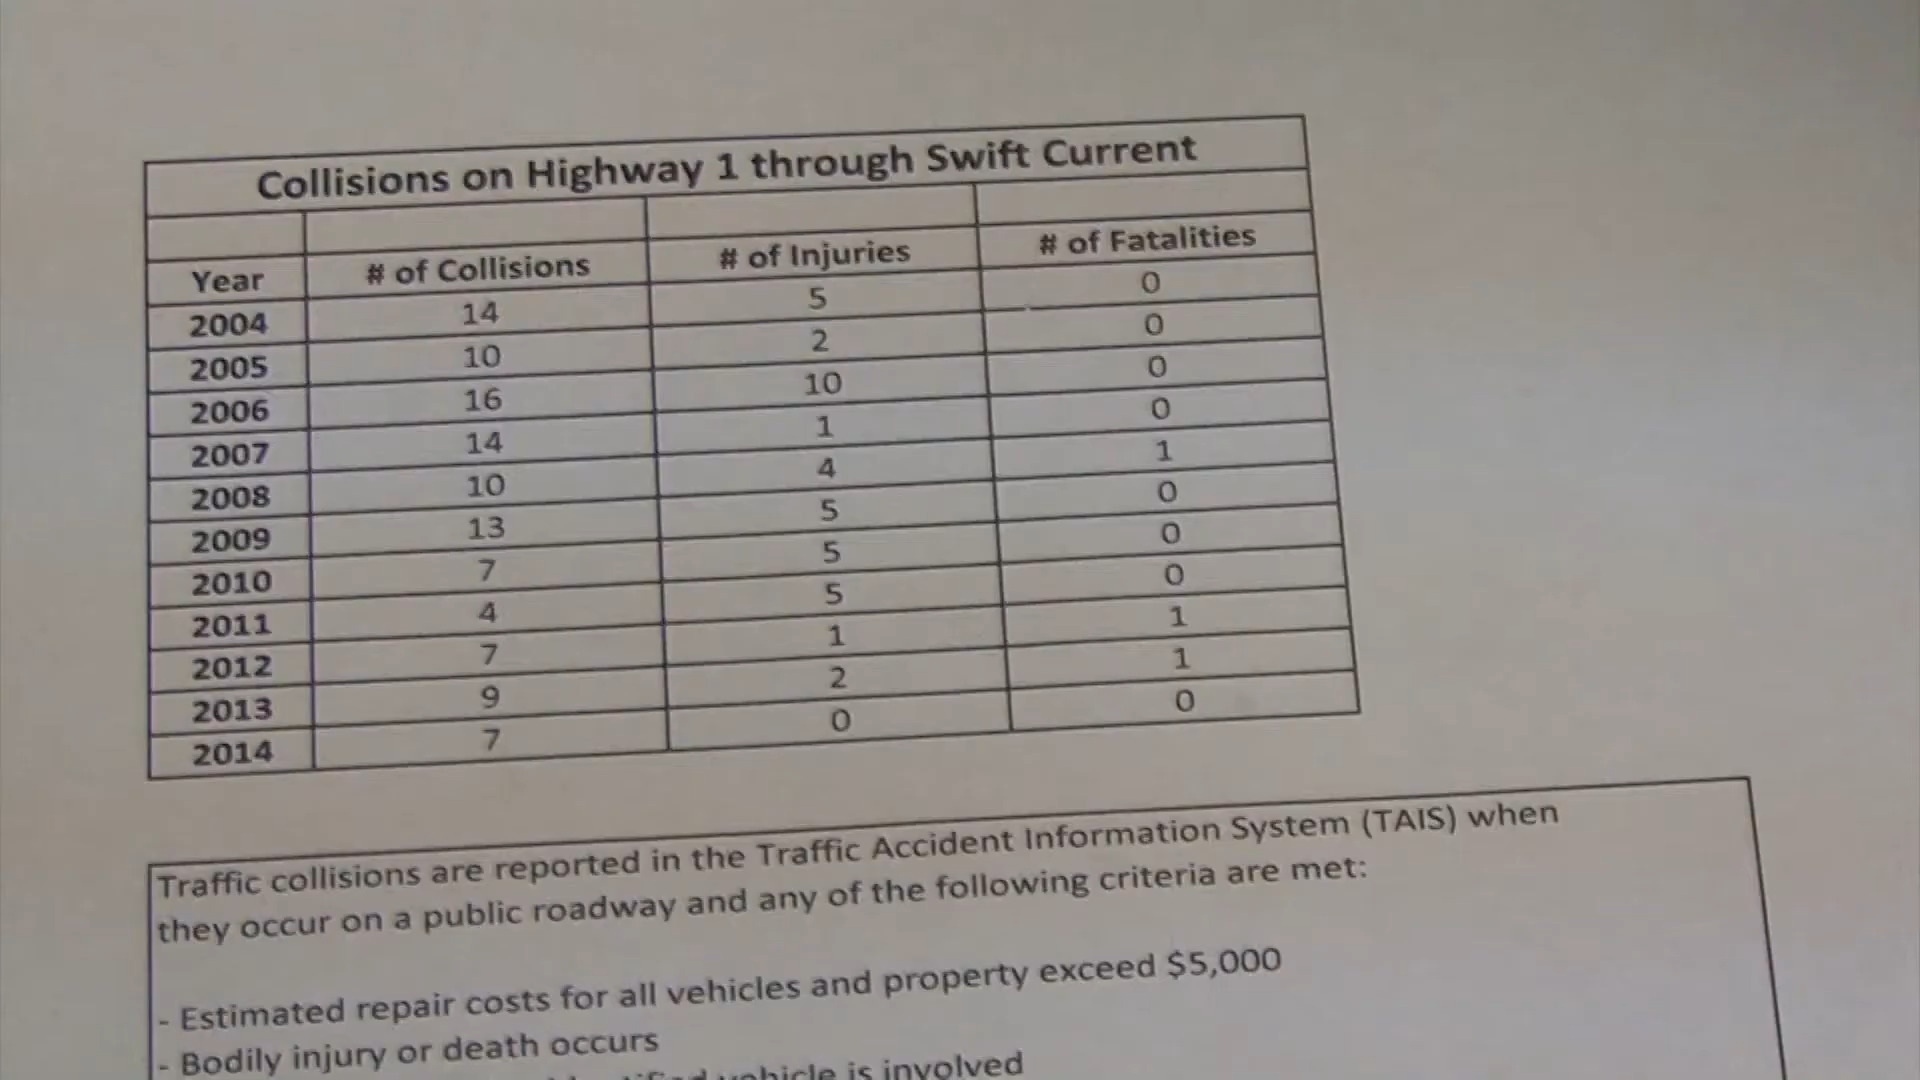 Collisions on Highway 1 through Swift Current
Year # of Collisions # of Injuries # of Fatalities
2004 14 5 0
2005 10 2 0
2006 16 10 0
2007 14 1 0
2008 10 4 1
2009 13 5 0
2010 7 5 0
2011 4 5 0
2012 7 1 1
2013 9 2 1
2014 7 0 0
Traffic collisions are reported in the Traffic Accident Information System (TAIS) when
they occur on a public roadway and any of the following criteria are met:
- Estimated repair costs for all vehicles and property exceed $5,000
- Bodily injury or death occurs
vehicle is involved